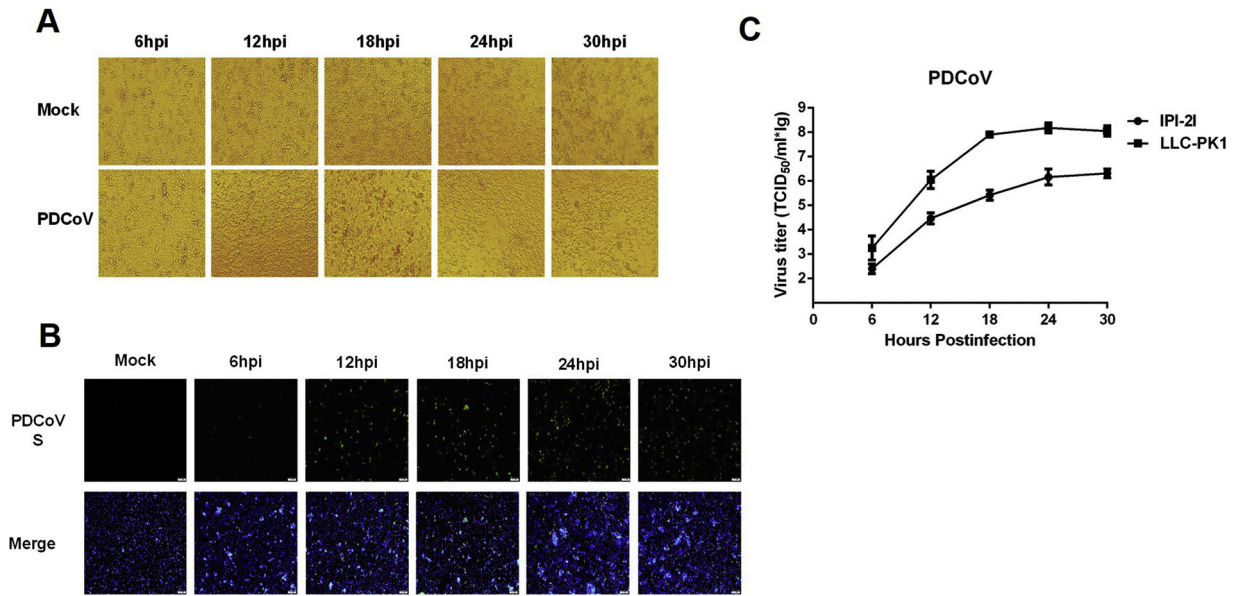 A
6hpi 12hpi 18hpi 24hpi 30hpi
Mock
PDCoV
B
Mock 6hpi 12hpi 18hpi 24hpi 30hpi
PDCoV
S
Merge
C
PDCoV
Virus titer (TCID50/ml*lg)
9
8
7
6
5
4
3
2
0 6 12 18 24 30
Hours Postinfection
IPI-2I
LLC-PK1